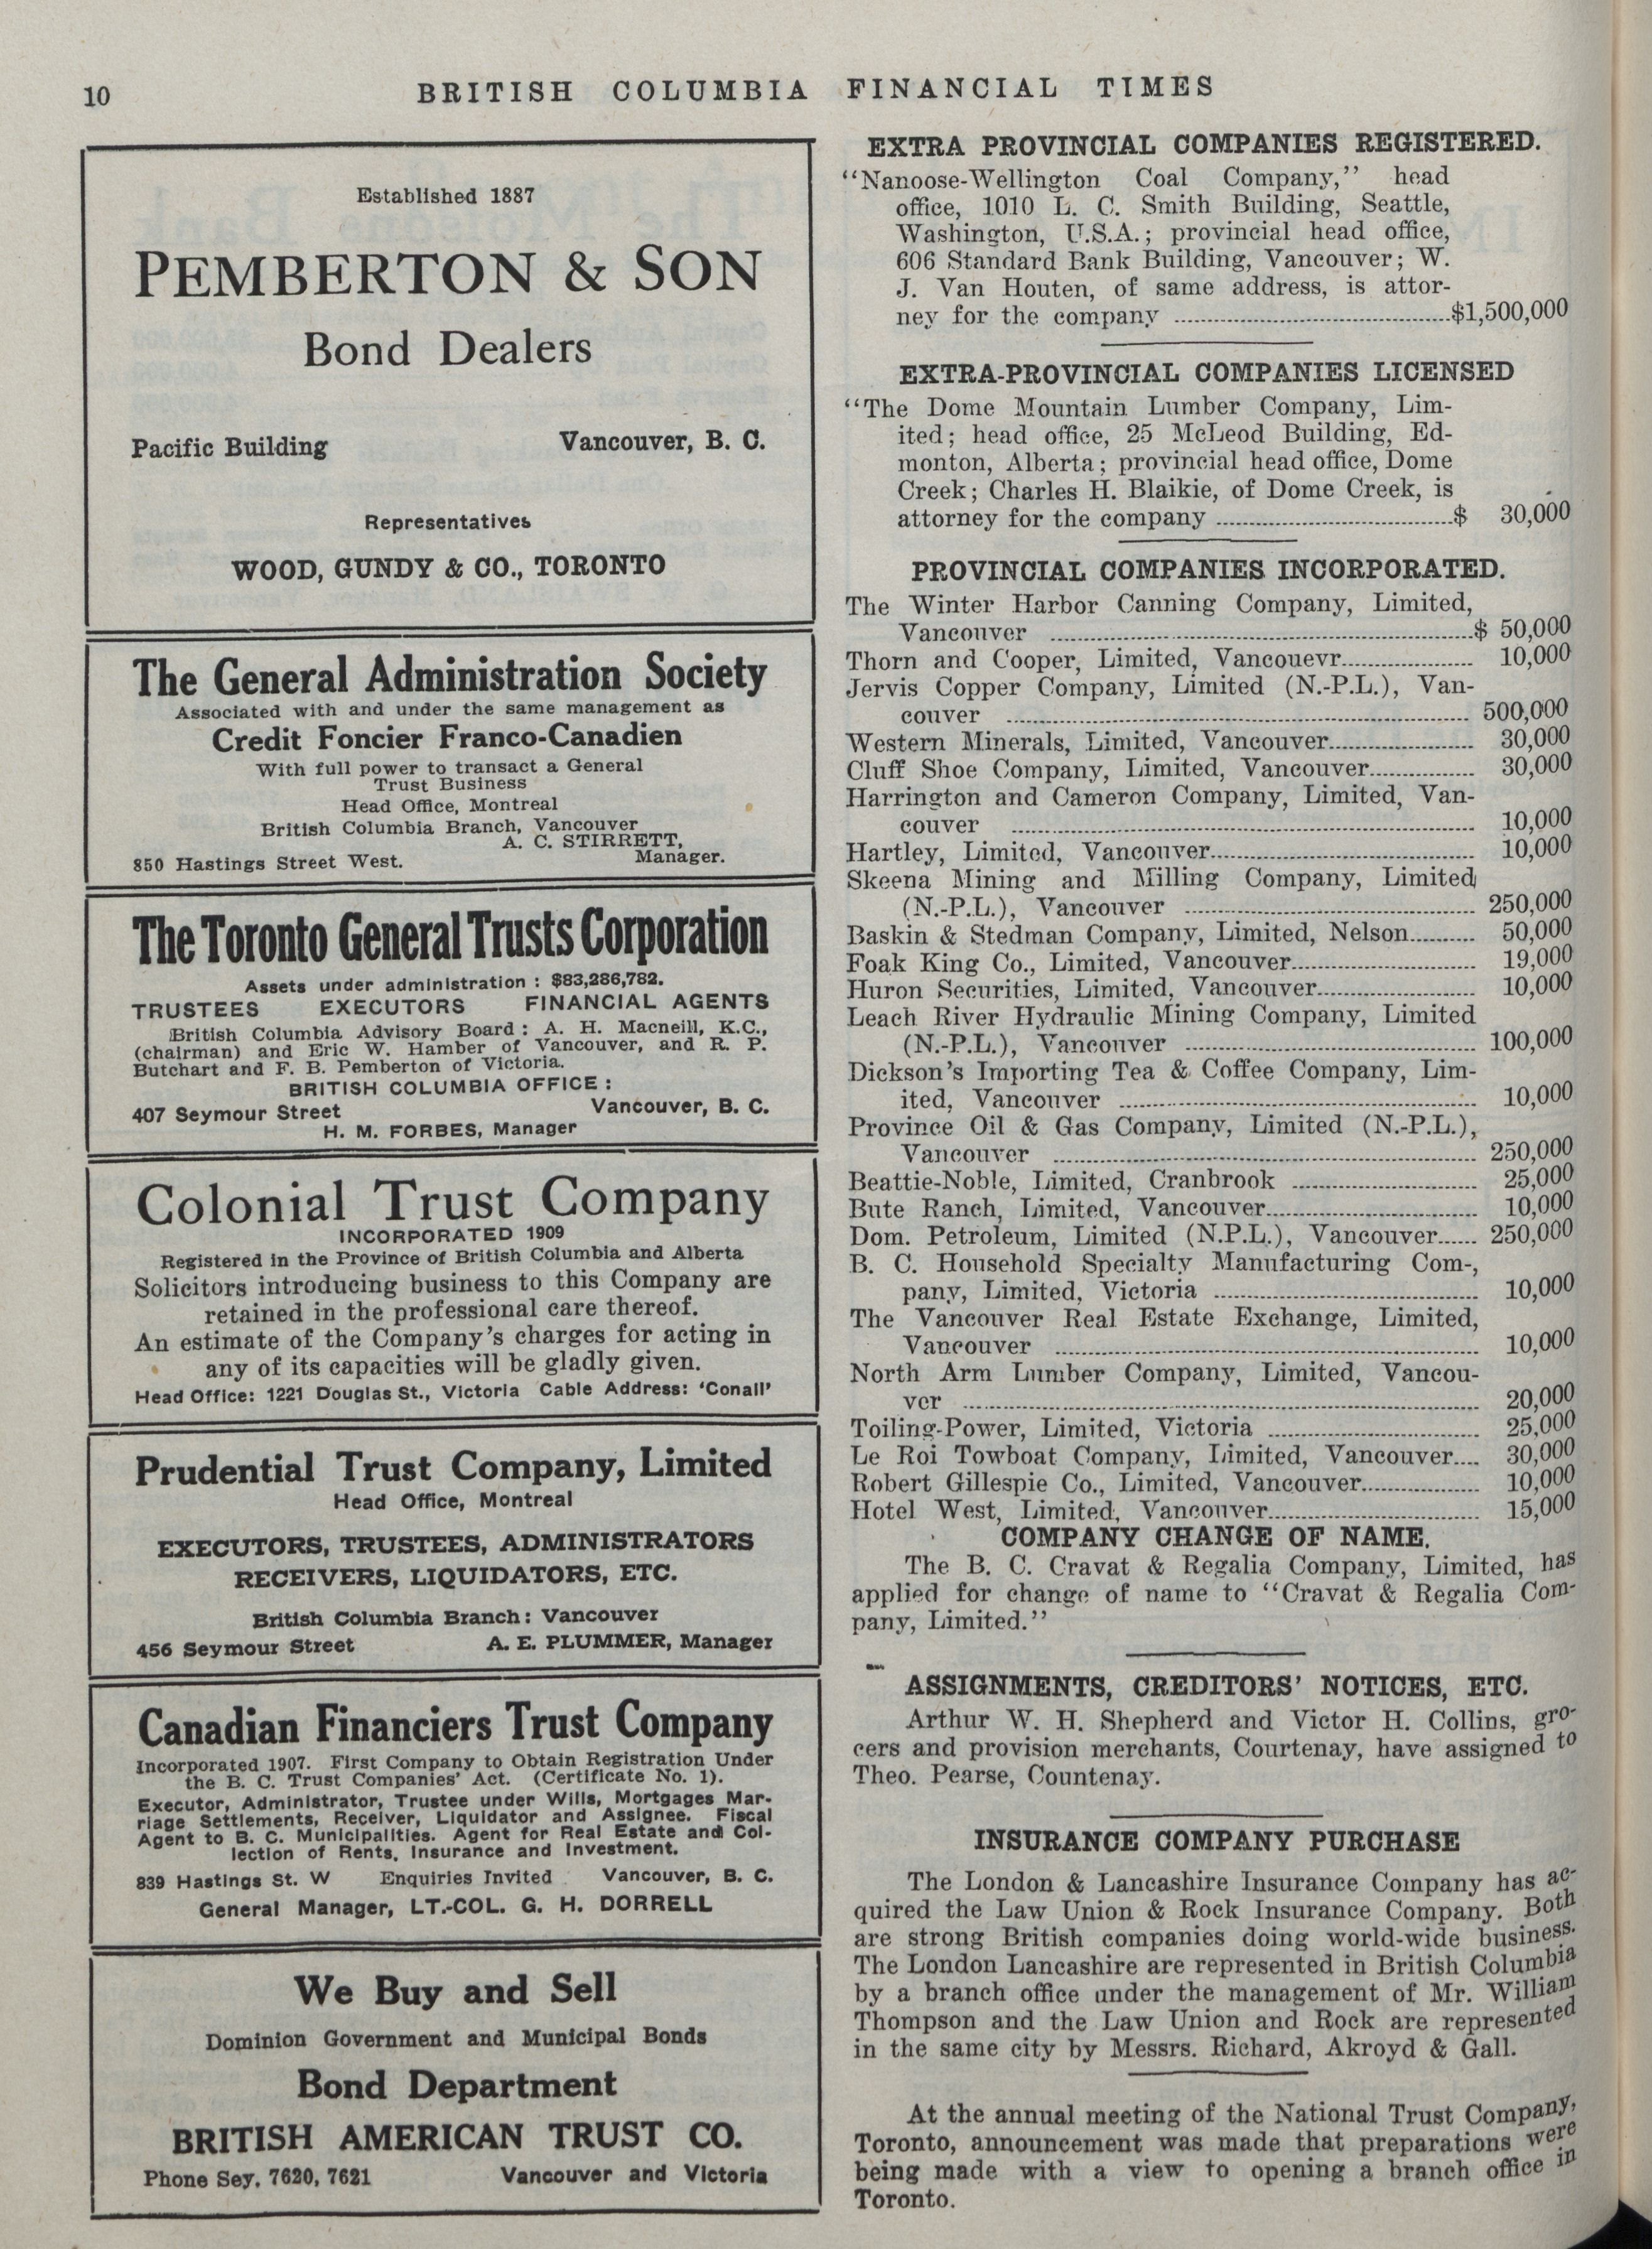 10
BRITISH COLUMBIA FINANCIAL TIMES
Established 1887
PEMBERTON & SON
Bond Dealers
Pacific Building Vancouver, B. C.
Representatives
WOOD, GUNDY & CO., TORONTO
The General Administration Society
Associated with and under the same management as
Credit Foncier Franco-Canadien
With full power to transact a General
Trust Business
Head Office, Montreal
British Columbia Branch, Vancouver
A. C. STIRRETT,
850 Hastings Street West. Manager.
The Toronto General Trusts Corporation
Assets under administration : $83,286,782.
TRUSTEES EXECUTORS FINANCIAL AGENTS
British Columbia Advisory Board : A. H. Macneill, K.C.,
(chairman) and Eric W. Hamber of Vancouver, and R. P.
Butchart and F. B. Pemberton of Victoria.
BRITISH COLUMBIA OFFICE :
407 Seymour Street Vancouver, B. C.
H. M. FORBES, Manager
Colonial Trust Company
INCORPORATED 1909
Registered in the Province of British Columbia and Alberta
Solicitors introducing business to this Company are
retained in the professional care thereof.
An estimate of the Company's charges for acting in
any of its capacities will be gladly given.
Head Office: 1221 Douglas St., Victoria Cable Address: 'Conall'
Prudential Trust Company, Limited
Head Office, Montreal
EXECUTORS, TRUSTEES, ADMINISTRATORS
RECEIVERS, LIQUIDATORS, ETC.
British Columbia Branch : Vancouver
456 Seymour Street A. E. PLUMMER, Manager
Canadian Financiers Trust Company
Incorporated 1907. First Company to Obtain Registration Under
the B. C. Trust Companies' Act. (Certificate No. 1).
Executor, Administrator, Trustee under Wills, Mortgages Mar-
riage Settlements, Receiver, Liquidator and Assignee. Fiscal
Agent to B. C. Municipalities. Agent for Real Estate and Col-
lection of Rents, Insurance and Investment.
839 Hastings St. W Enquiries Invited Vancouver, B. C.
General Manager, LT.-COL. G. H. DORRELL
We Buy and Sell
Dominion Government and Municipal Bonds
Bond Department
BRITISH AMERICAN TRUST CO.
Phone Sey. 7620, 7621 Vancouver and Victoria
EXTRA PROVINCIAL COMPANIES REGISTERED.
"Nanoose-Wellington Coal Company," head
office, 1010 L. C. Smith Building, Seattle,
Washington, U.S.A.; provincial head office,
606 Standard Bank Building, Vancouver; W.
J. Van Houten, of same address, is attor-
ney for the company ........ $1,500,000
EXTRA-PROVINCIAL COMPANIES LICENSED
"The Dome Mountain Lumber Company, Lim-
ited; head office, 25 McLeod Building, Ed-
monton, Alberta; provincial head office, Dome
Creek; Charles H. Blaikie, of Dome Creek, is
attorney for the company ........ $ 30,000
PROVINCIAL COMPANIES INCORPORATED.
The Winter Harbor Canning Company, Limited,
Vancouver ........ $ 50,000
Thorn and Cooper, Limited, Vancouevr ........ 10,000
Jervis Copper Company, Limited (N.-P.L.), Van-
couver ........ 500,000
Western Minerals, Limited, Vancouver ........ 30,000
Cluff Shoe Company, Limited, Vancouver ........ 30,000
Harrington and Cameron Company, Limited, Van-
couver ........ 10,000
Hartley, Limited, Vancouver ........ 10,000
Skeena Mining and Milling Company, Limited
(N.-P.L.), Vancouver ........ 250,000
Baskin & Stedman Company, Limited, Nelson ........ 50,000
Foak King Co., Limited, Vancouver ........ 19,000
Huron Securities, Limited, Vancouver ........ 10,000
Leach River Hydraulic Mining Company, Limited
(N.-P.L.), Vancouver ........ 100,000
Dickson's Importing Tea & Coffee Company, Lim-
ited, Vancouver ........ 10,000
Province Oil & Gas Company, Limited (N.-P.L.),
Vancouver ........ 250,000
Beattie-Noble, Limited, Cranbrook ........ 25,000
Bute Ranch, Limited, Vancouver ........ 10,000
Dom. Petroleum, Limited (N.P.L.), Vancouver ........ 250,000
B. C. Household Specialty Manufacturing Com-,
pany, Limited, Victoria ........ 10,000
The Vancouver Real Estate Exchange, Limited,
Vancouver ........ 10,000
North Arm Lumber Company, Limited, Vancou-
ver ........ 20,000
Toiling-Power, Limited, Victoria ........ 25,000
Le Roi Towboat Company, Limited, Vancouver ........ 30,000
Robert Gillespie Co., Limited, Vancouver ........ 10,000
Hotel West, Limited, Vancouver ........ 15,000
COMPANY CHANGE OF NAME.
The B. C. Cravat & Regalia Company, Limited, has
applied for change of name to "Cravat & Regalia Com-
pany, Limited."
ASSIGNMENTS, CREDITORS' NOTICES, ETC.
Arthur W. H. Shepherd and Victor H. Collins, gro-
cers and provision merchants, Courtenay, have assigned to
Theo. Pearse, Countenay.
INSURANCE COMPANY PURCHASE
The London & Lancashire Insurance Company has ac-
quired the Law Union & Rock Insurance Company. Both
are strong British companies doing world-wide business.
The London Lancashire are represented in British Columbia
by a branch office under the management of Mr. William
Thompson and the Law Union and Rock are represented
in the same city by Messrs. Richard, Akroyd & Gall.
At the annual meeting of the National Trust Company,
Toronto, announcement was made that preparations were
being made with a view to opening a branch office in
Toronto.